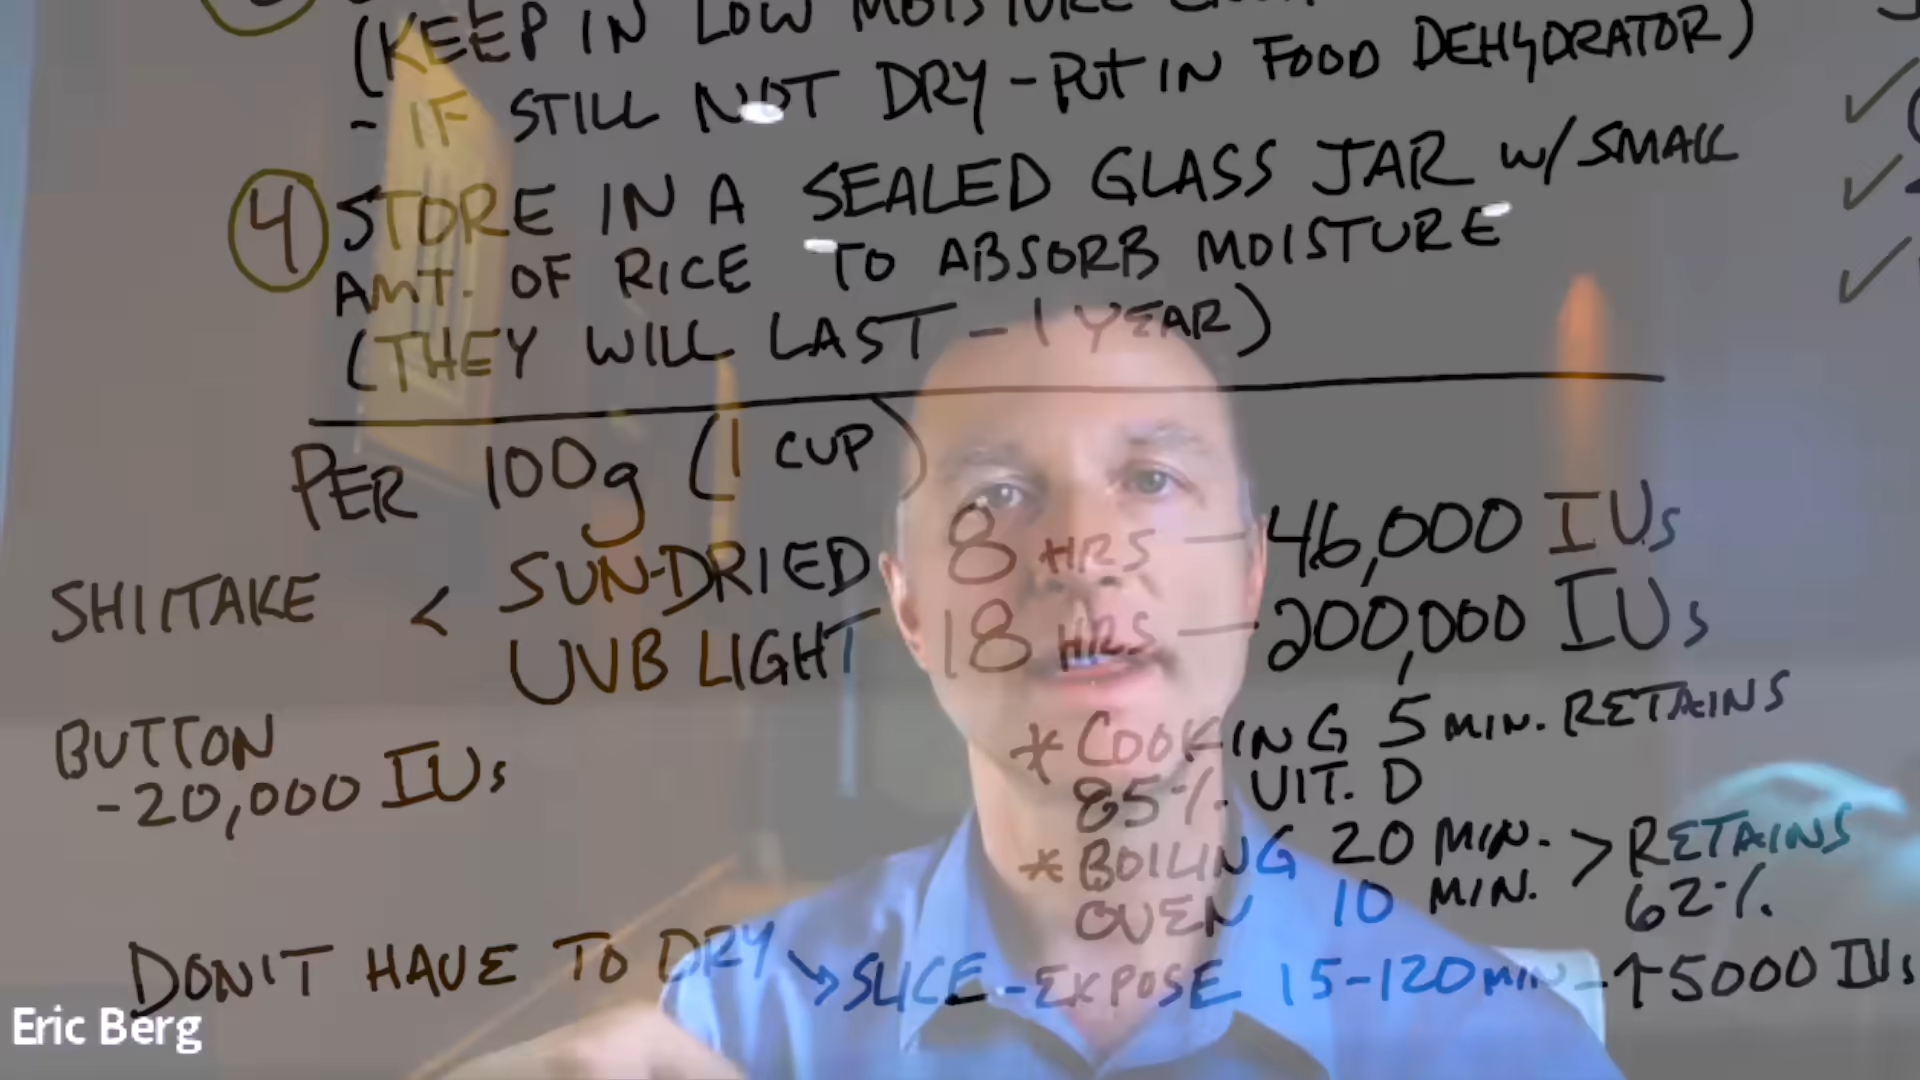 (KEEP IN LOW MOISTURE
- IF STILL NOT DRY - PUT IN FOOD DEHYDRATOR)
4 STORE IN A SEALED GLASS JAR W/ SMALL
AMT. OF RICE TO ABSORB MOISTURE
(THEY WILL LAST - 1 YEAR)
PER 100g (1 CUP)
SHIITAKE < SUN-DRIED 8 HRS - 46,000 IUs
UVB LIGHT 18 HRS - 200,000 IUs
BUTTON
- 20,000 IUs
* COOKING 5 MIN. RETAINS
85% VIT. D
* BOILING 20 MIN. > RETAINS
OVEN 10 MIN. 62%
DON'T HAVE TO DRY ↘ SLICE - EXPOSE 15-120 MIN - ↑ 5000 IUs
Eric Berg